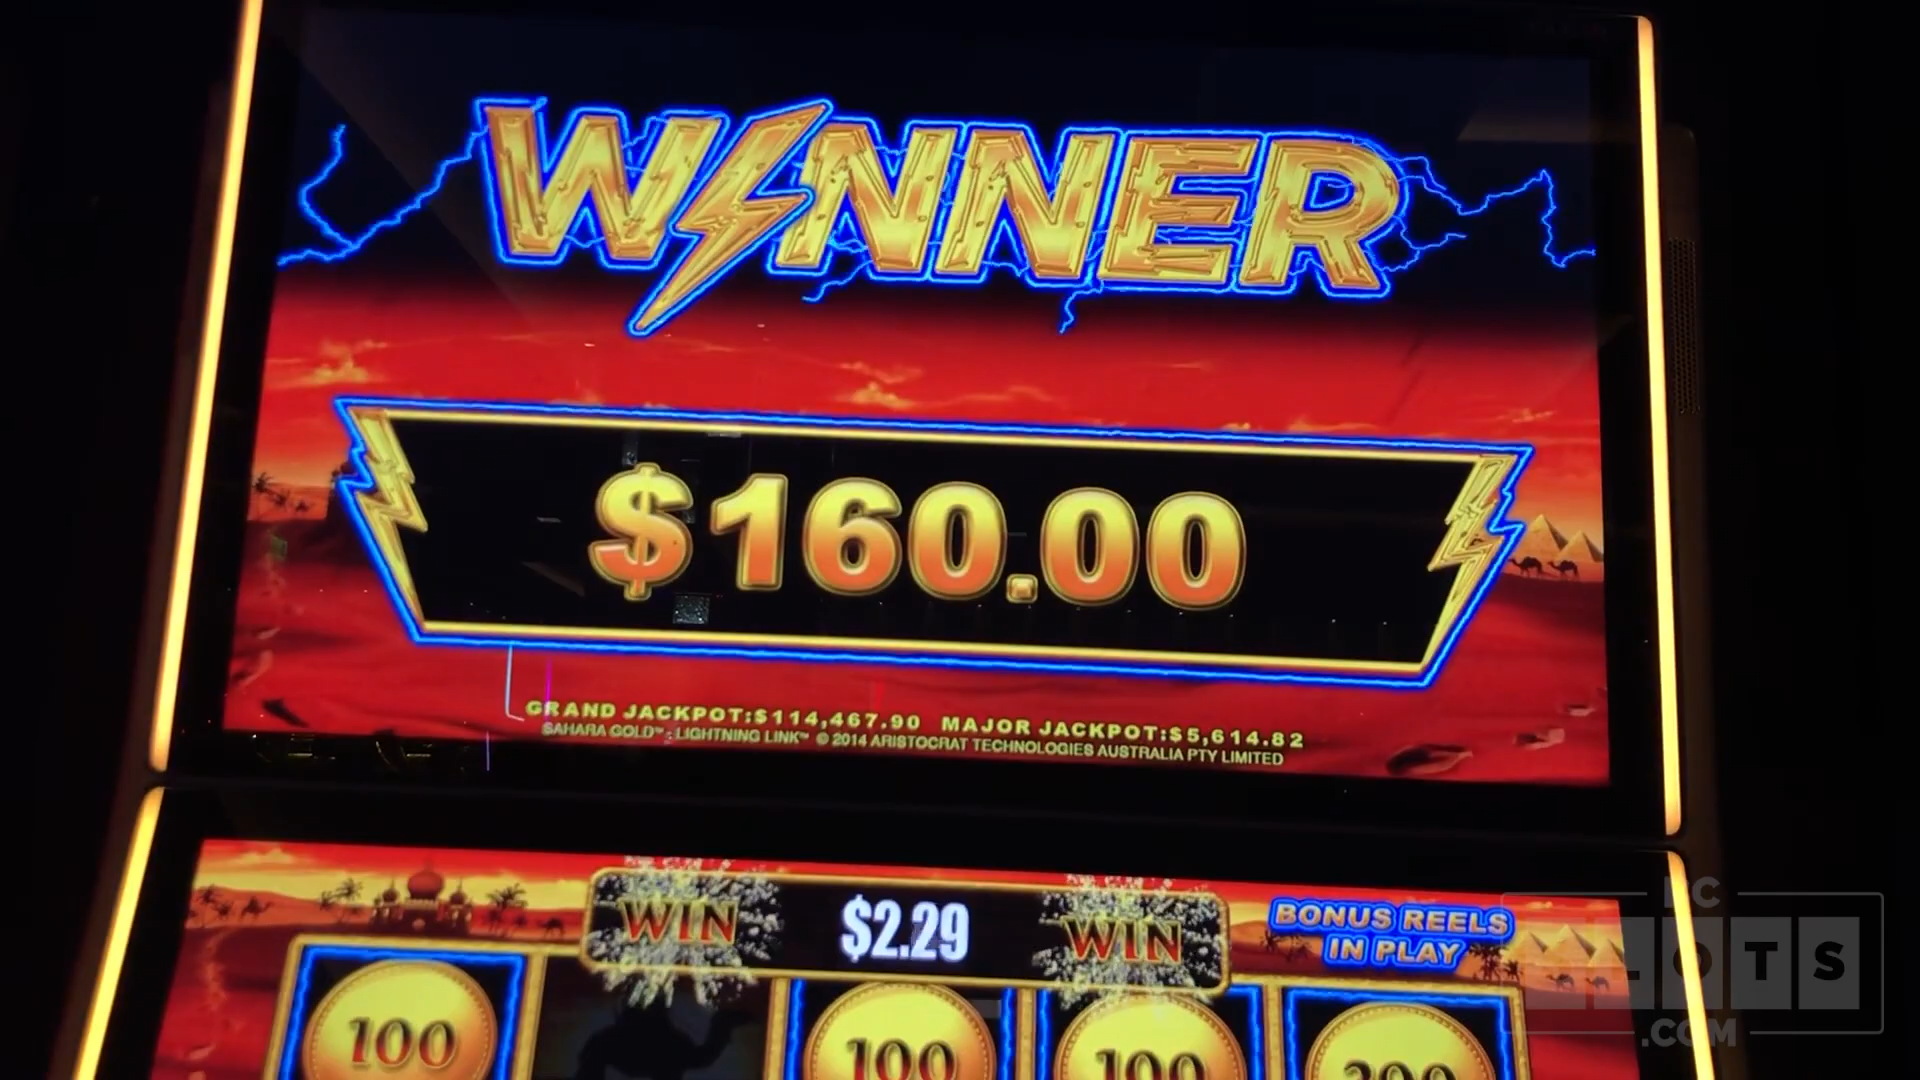 WINNER
$160.00
GRAND JACKPOT:$114,467.90 MAJOR JACKPOT:$5,614.82
SAHARA GOLD™ : LIGHTNING LINK™ © 2014 ARISTOCRAT TECHNOLOGIES AUSTRALIA PTY LIMITED
WIN $2.29 WIN
BONUS REELS
IN PLAY
100 100 100 200
SLOTS
.COM